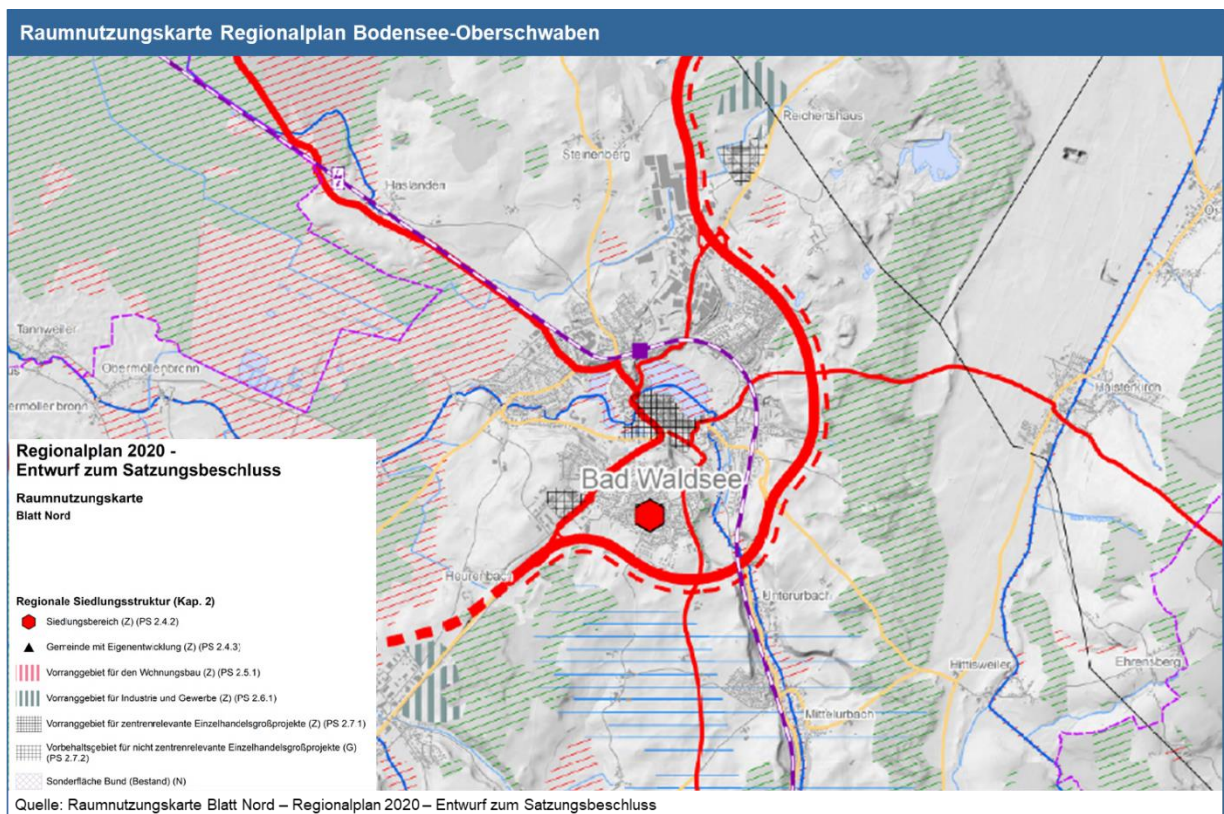 Raumnutzungskarte Regionalplan Bodensee-Oberschwaben
Reichertshaus
Steinenberg
Haslanden
Tannweiler
Obermöllenbronn
Haisterkirch
Bad Waldsee
Reutenbach
Unterurbach
Hittisweiler
Ehrensberg
Mittelurbach
Regionalplan 2020 -
Entwurf zum Satzungsbeschluss
Raumnutzungskarte
Blatt Nord
Regionale Siedlungsstruktur (Kap. 2)
Siedlungsbereich (Z) (PS 2.4.2)
Gemeinde mit Eigenentwicklung (Z) (PS 2.4.3)
Vorranggebiet für den Wohnungsbau (Z) (PS 2.5.1)
Vorranggebiet für Industrie und Gewerbe (Z) (PS 2.6.1)
Vorranggebiet für zentrenrelevante Einzelhandelsgroßprojekte (Z) (PS 2.7.1)
Vorbehaltsgebiet für nicht zentrenrelevante Einzelhandelsgroßprojekte (G)
(PS 2.7.2)
Sonderfläche Bund (Bestand) (N)
Quelle: Raumnutzungskarte Blatt Nord – Regionalplan 2020 – Entwurf zum Satzungsbeschluss